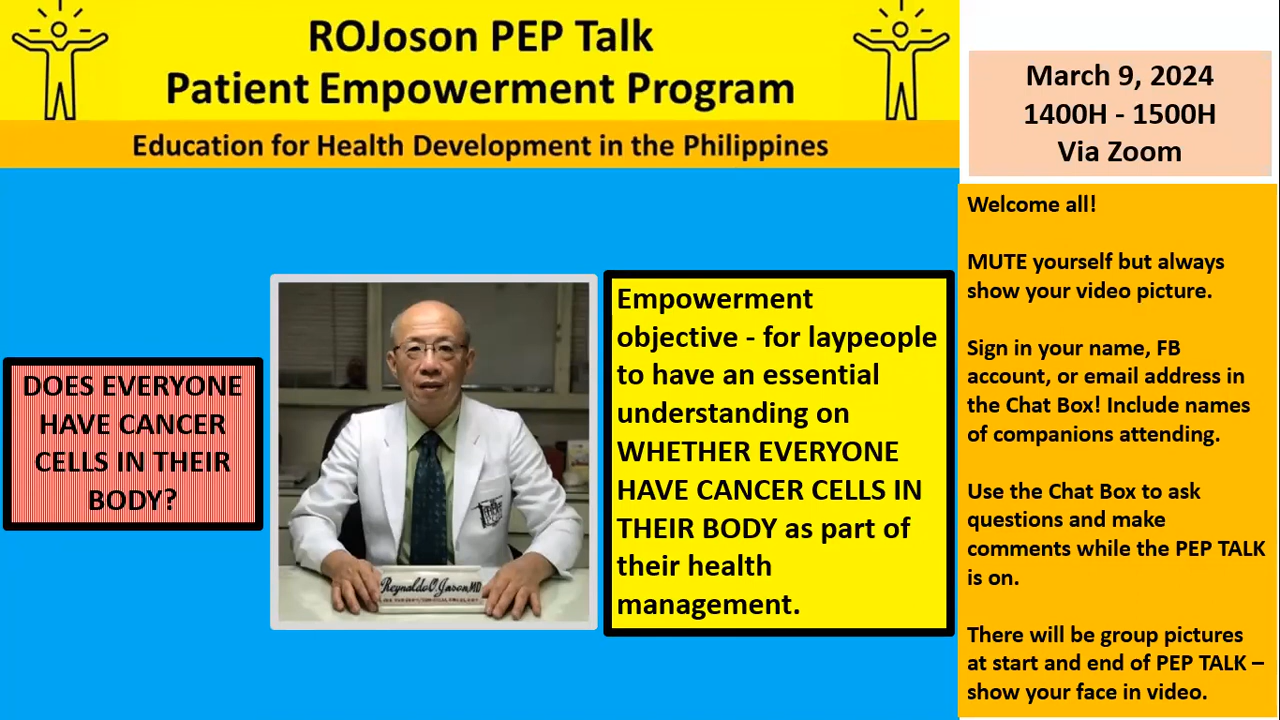 ROJoson PEP Talk
Patient Empowerment Program
Education for Health Development in the Philippines
March 9, 2024
1400H - 1500H
Via Zoom
DOES EVERYONE
HAVE CANCER
CELLS IN THEIR
BODY?
Reynaldo O. Joson, MD
Empowerment
objective - for laypeople
to have an essential
understanding on
WHETHER EVERYONE
HAVE CANCER CELLS IN
THEIR BODY as part of
their health
management.
Welcome all!
MUTE yourself but always
show your video picture.
Sign in your name, FB
account, or email address in
the Chat Box! Include names
of companions attending.
Use the Chat Box to ask
questions and make
comments while the PEP TALK
is on.
There will be group pictures
at start and end of PEP TALK –
show your face in video.